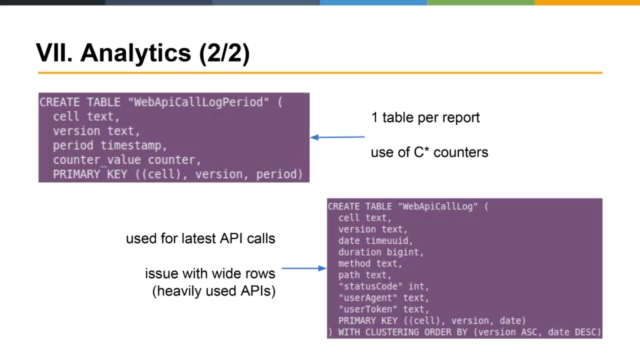 VII. Analytics (2/2)
CREATE TABLE "WebApiCallLogPeriod" (
cell text,
version text,
period timestamp,
counter_value counter,
PRIMARY KEY ((cell), version, period)
1 table per report
use of C* counters
used for latest API calls
issue with wide rows
(heavily used APIs)
CREATE TABLE "WebApiCallLog" (
cell text,
version text,
date timeuuid,
duration bigint,
method text,
path text,
"statusCode" int,
"userAgent" text,
"userToken" text,
PRIMARY KEY ((cell), version, date)
) WITH CLUSTERING ORDER BY (version ASC, date DESC)